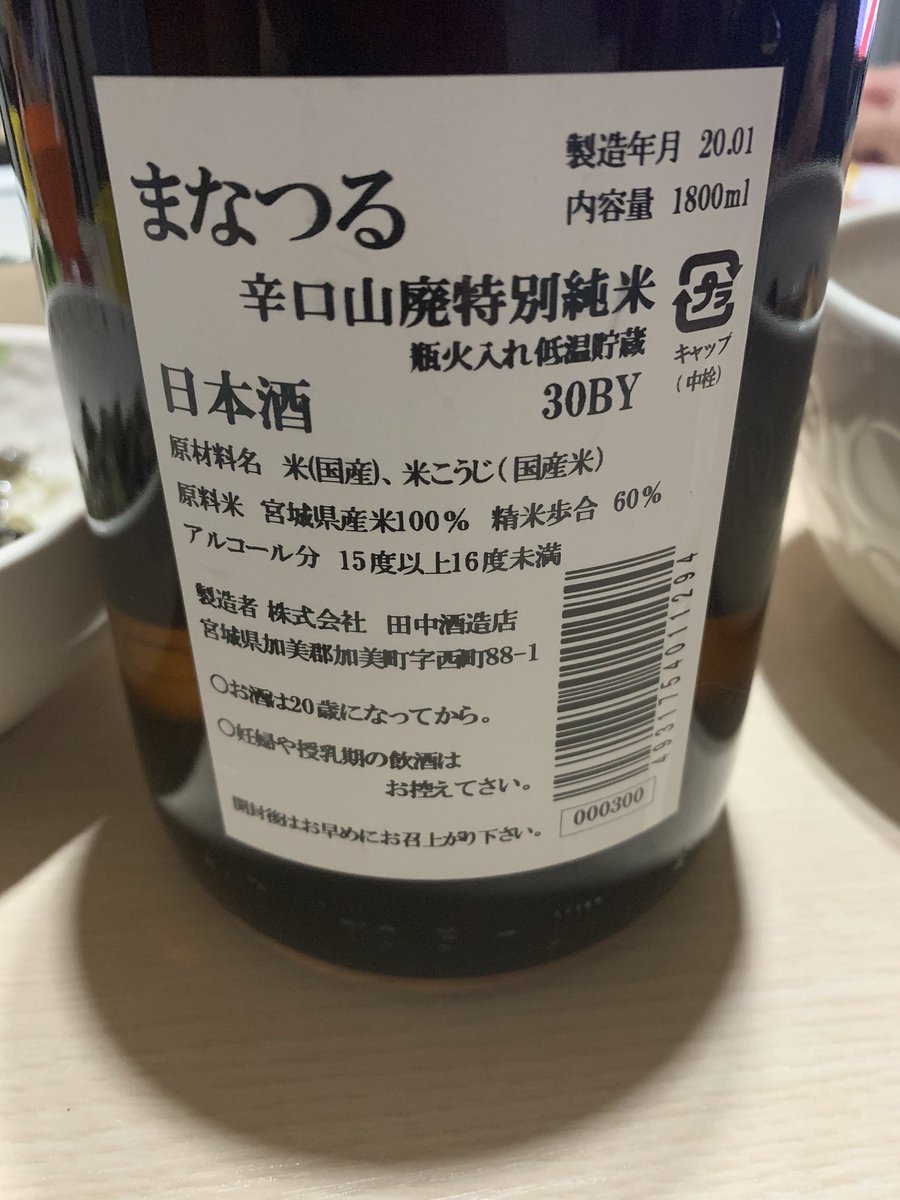 製造年月 20.01
内容量 1800ml
まなつる
プラ
キャップ
(中栓)
辛口山廃特別純米
瓶火入れ低温貯蔵
日本酒 30BY
原材料名 米(国産)、米こうじ(国産米)
原料米 宮城県産米100% 精米歩合 60%
アルコール分 15度以上16度未満
製造者 株式会社 田中酒造店
宮城県加美郡加美町字西町88-1
○お酒は20歳になってから。
○妊婦や授乳期の飲酒は
お控えてさい。
開封後はお早めにお召上がり下さい。
4931754011294
000300